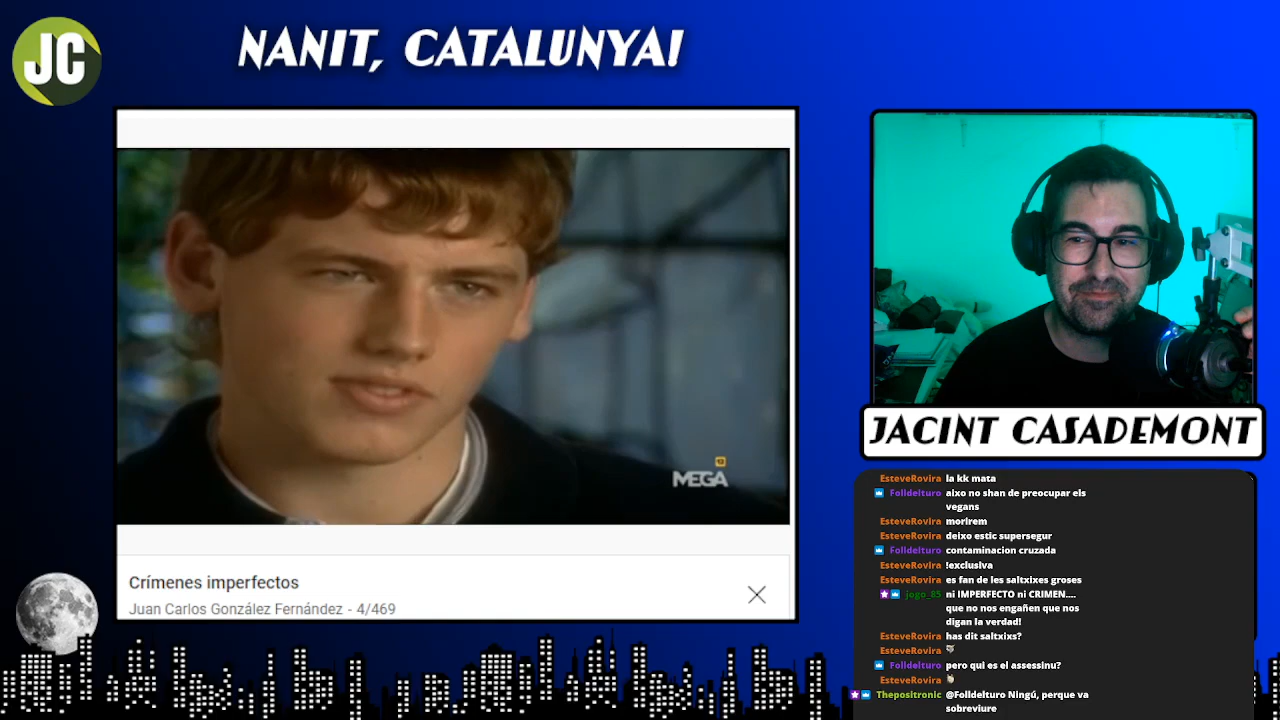 JC
NANIT, CATALUNYA!
MEGA
Crímenes imperfectos
Juan Carlos González Fernández - 4/469
JACINT CASADEMONT
EsteveRovira la kk mata
Folldelturo aixo no shan de preocupar els
vegans
EsteveRovira morirem
EsteveRovira deixo estic supersegur
Folldelturo contaminacion cruzada
EsteveRovira !exclusiva
EsteveRovira es fan de les saltxixes groses
jogo_85 ni IMPERFECTO ni CRIMEN....
que no nos engañen que nos
digan la verdad!
EsteveRovira has dit saltxixs?
EsteveRovira
Folldelturo pero qui es el assessinu?
EsteveRovira
Thepositronic @Folldelturo Ningú, perque va
sobreviure